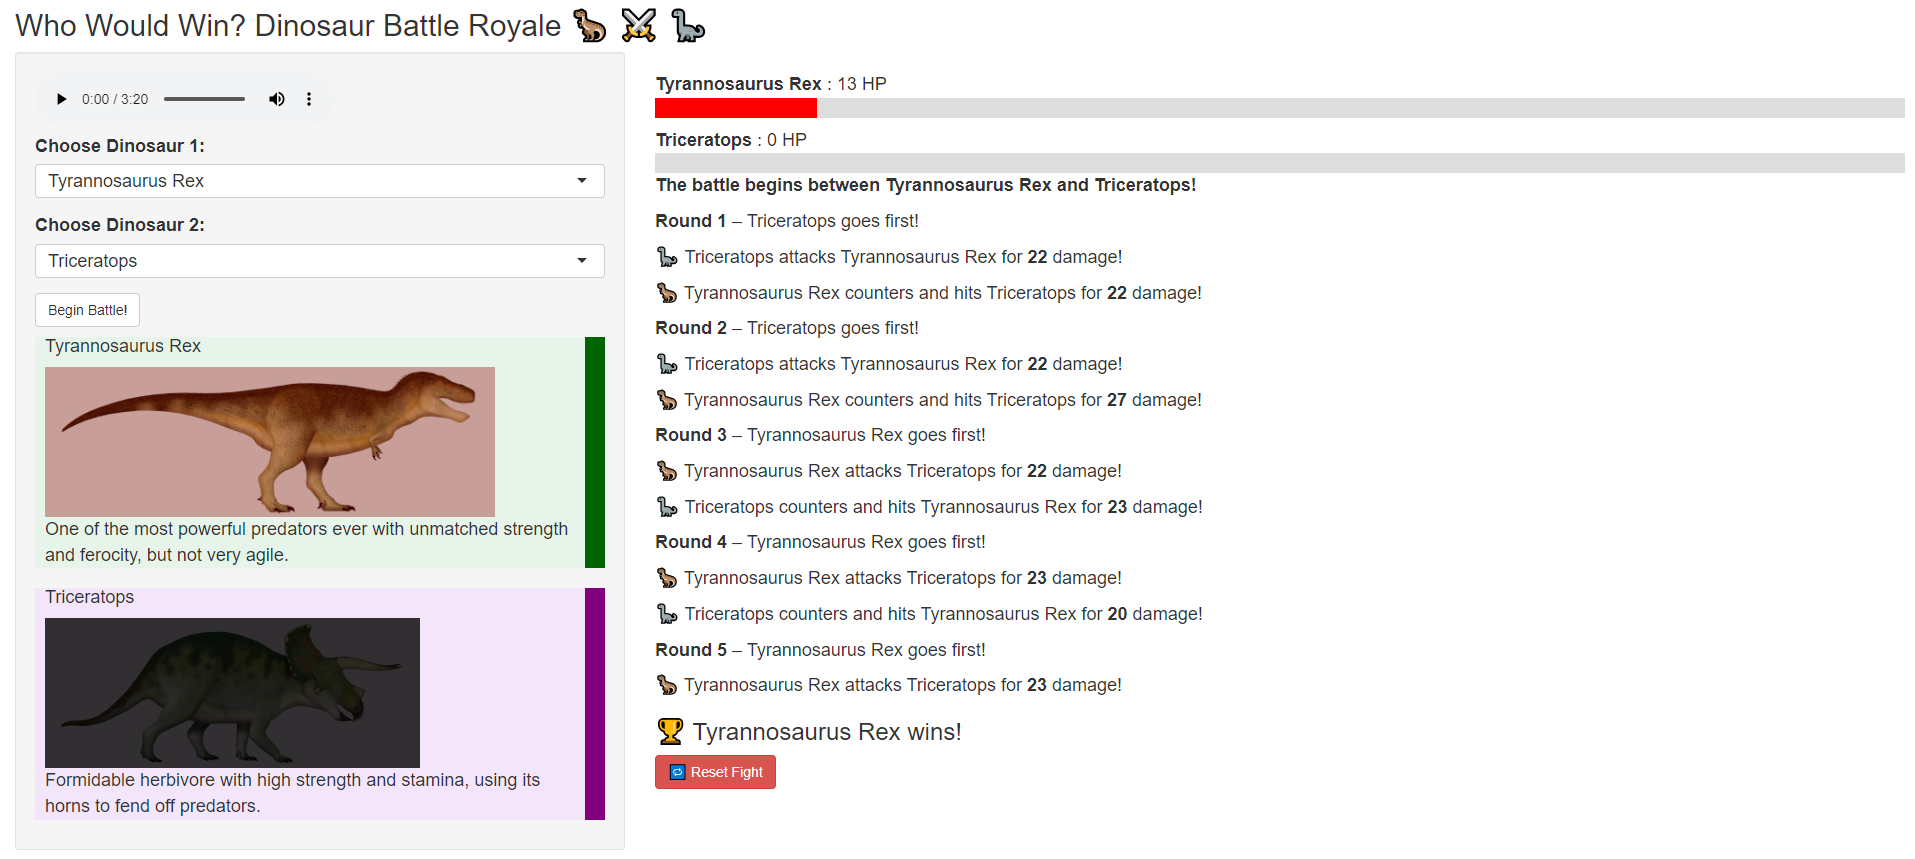 Who Would Win? Dinosaur Battle Royale 🦖 ⚔️ 🦕
0:00 / 3:20
Choose Dinosaur 1:
Tyrannosaurus Rex
Choose Dinosaur 2:
Triceratops
Begin Battle!
Tyrannosaurus Rex
One of the most powerful predators ever with unmatched strength
and ferocity, but not very agile.
Triceratops
Formidable herbivore with high strength and stamina, using its
horns to fend off predators.
Tyrannosaurus Rex : 13 HP
Triceratops : 0 HP
The battle begins between Tyrannosaurus Rex and Triceratops!
Round 1 – Triceratops goes first!
🦕 Triceratops attacks Tyrannosaurus Rex for 22 damage!
🦖 Tyrannosaurus Rex counters and hits Triceratops for 22 damage!
Round 2 – Triceratops goes first!
🦕 Triceratops attacks Tyrannosaurus Rex for 22 damage!
🦖 Tyrannosaurus Rex counters and hits Triceratops for 27 damage!
Round 3 – Tyrannosaurus Rex goes first!
🦖 Tyrannosaurus Rex attacks Triceratops for 22 damage!
🦕 Triceratops counters and hits Tyrannosaurus Rex for 23 damage!
Round 4 – Tyrannosaurus Rex goes first!
🦖 Tyrannosaurus Rex attacks Triceratops for 23 damage!
🦕 Triceratops counters and hits Tyrannosaurus Rex for 20 damage!
Round 5 – Tyrannosaurus Rex goes first!
🦖 Tyrannosaurus Rex attacks Triceratops for 23 damage!
🏆 Tyrannosaurus Rex wins!
🔁 Reset Fight